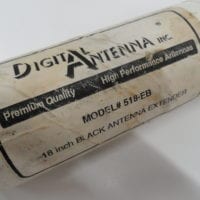 DIGITAL ANTENNA INC.
Premium Quality High Performance Antennas
MODEL# 518-EB
18 inch BLACK ANTENNA EXTENDER